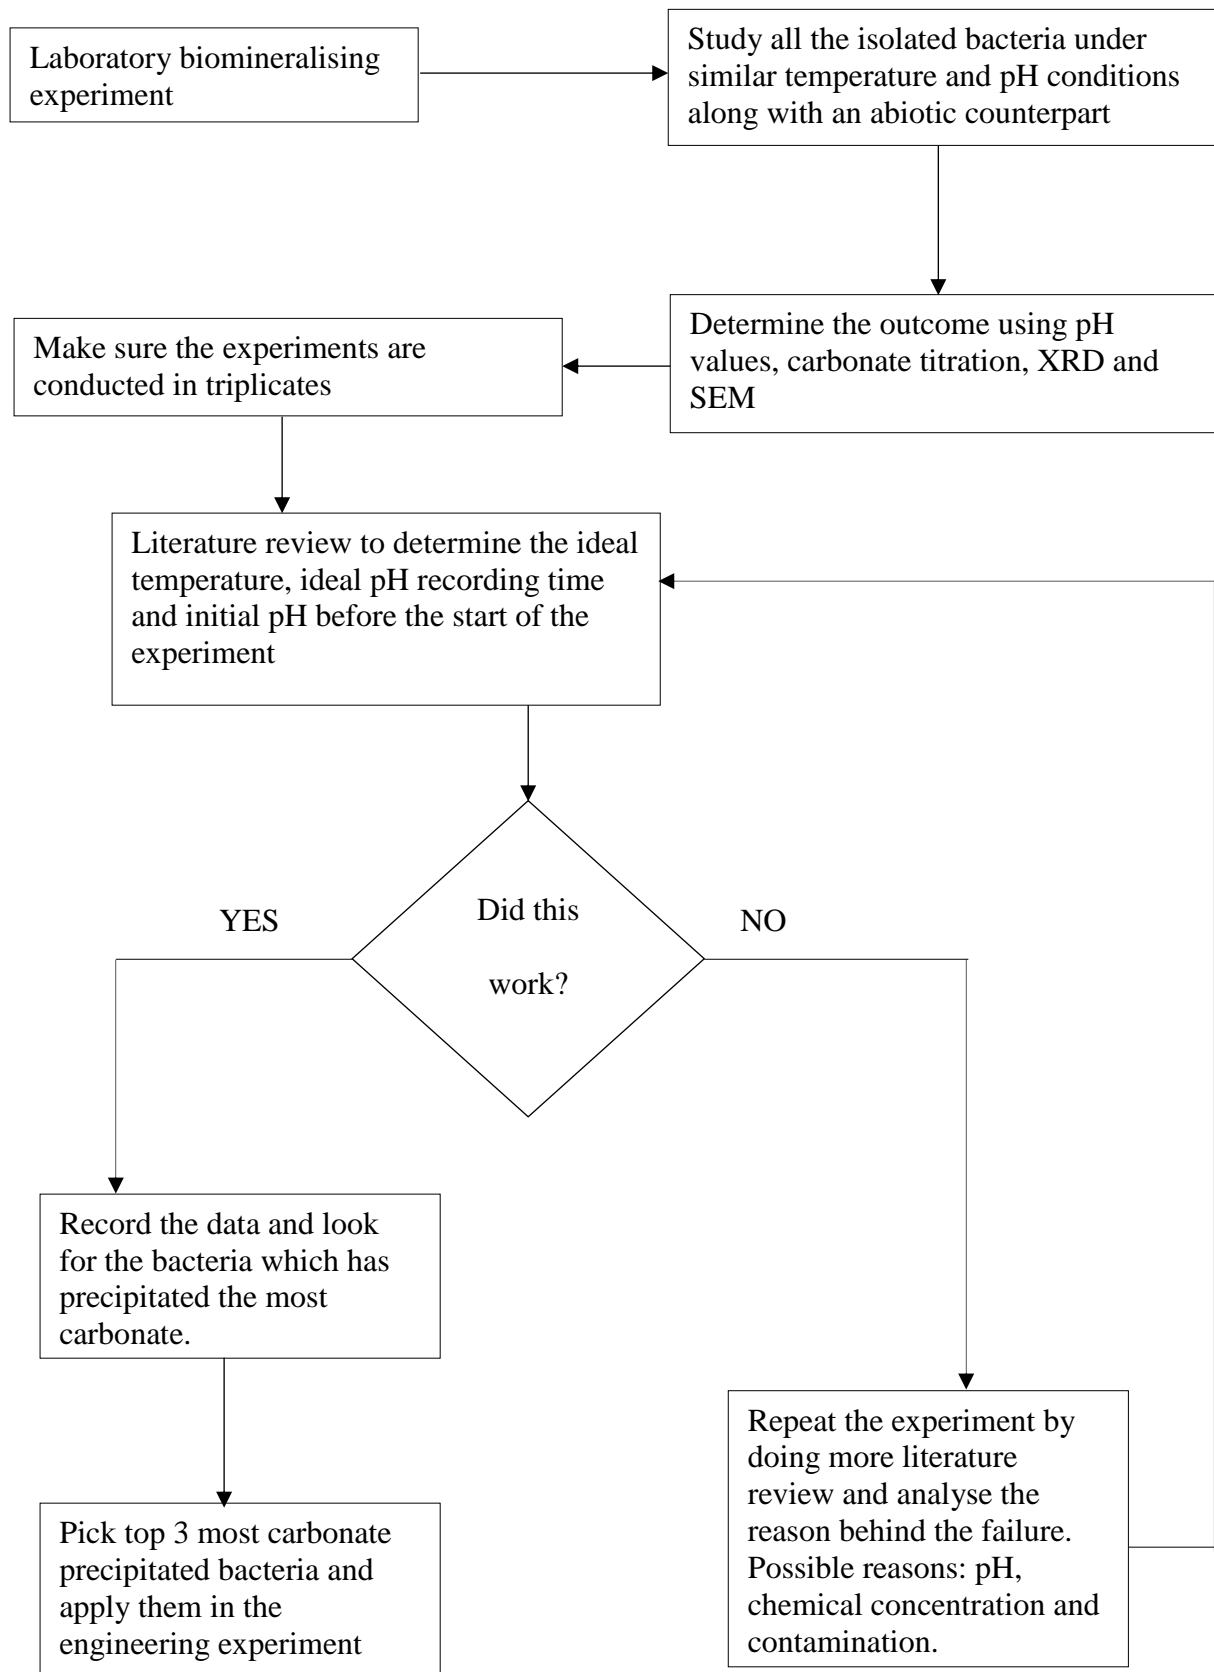 Laboratory biomineralising
experiment
Study all the isolated bacteria under
similar temperature and pH conditions
along with an abiotic counterpart
Determine the outcome using pH
values, carbonate titration, XRD and
SEM
Make sure the experiments are
conducted in triplicates
Literature review to determine the ideal
temperature, ideal pH recording time
and initial pH before the start of the
experiment
Did this
work?
YES
NO
Record the data and look
for the bacteria which has
precipitated the most
carbonate.
Pick top 3 most carbonate
precipitated bacteria and
apply them in the
engineering experiment
Repeat the experiment by
doing more literature
review and analyse the
reason behind the failure.
Possible reasons: pH,
chemical concentration and
contamination.